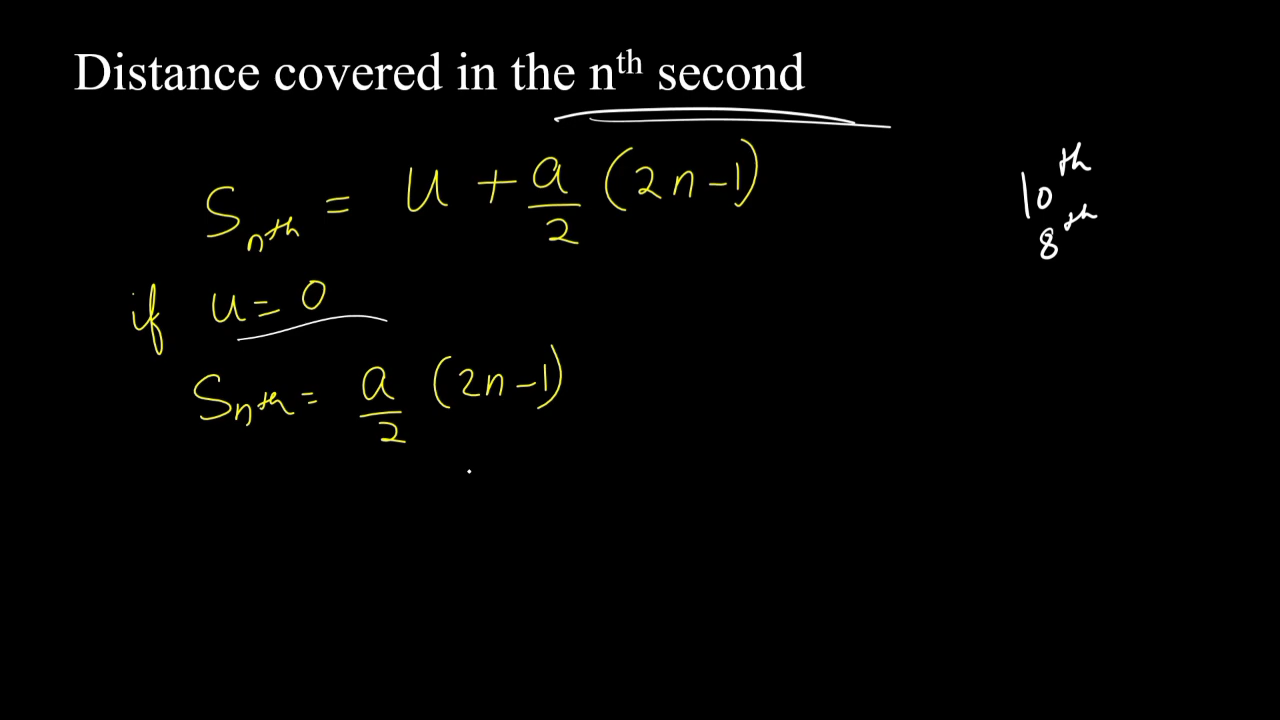 Distance covered in the nᵗʰ second
Sₙₜₕ = u + a/2 (2n-1)
10ᵗʰ
8ᵗʰ
if u = 0
Sₙₜₕ = a/2 (2n-1)